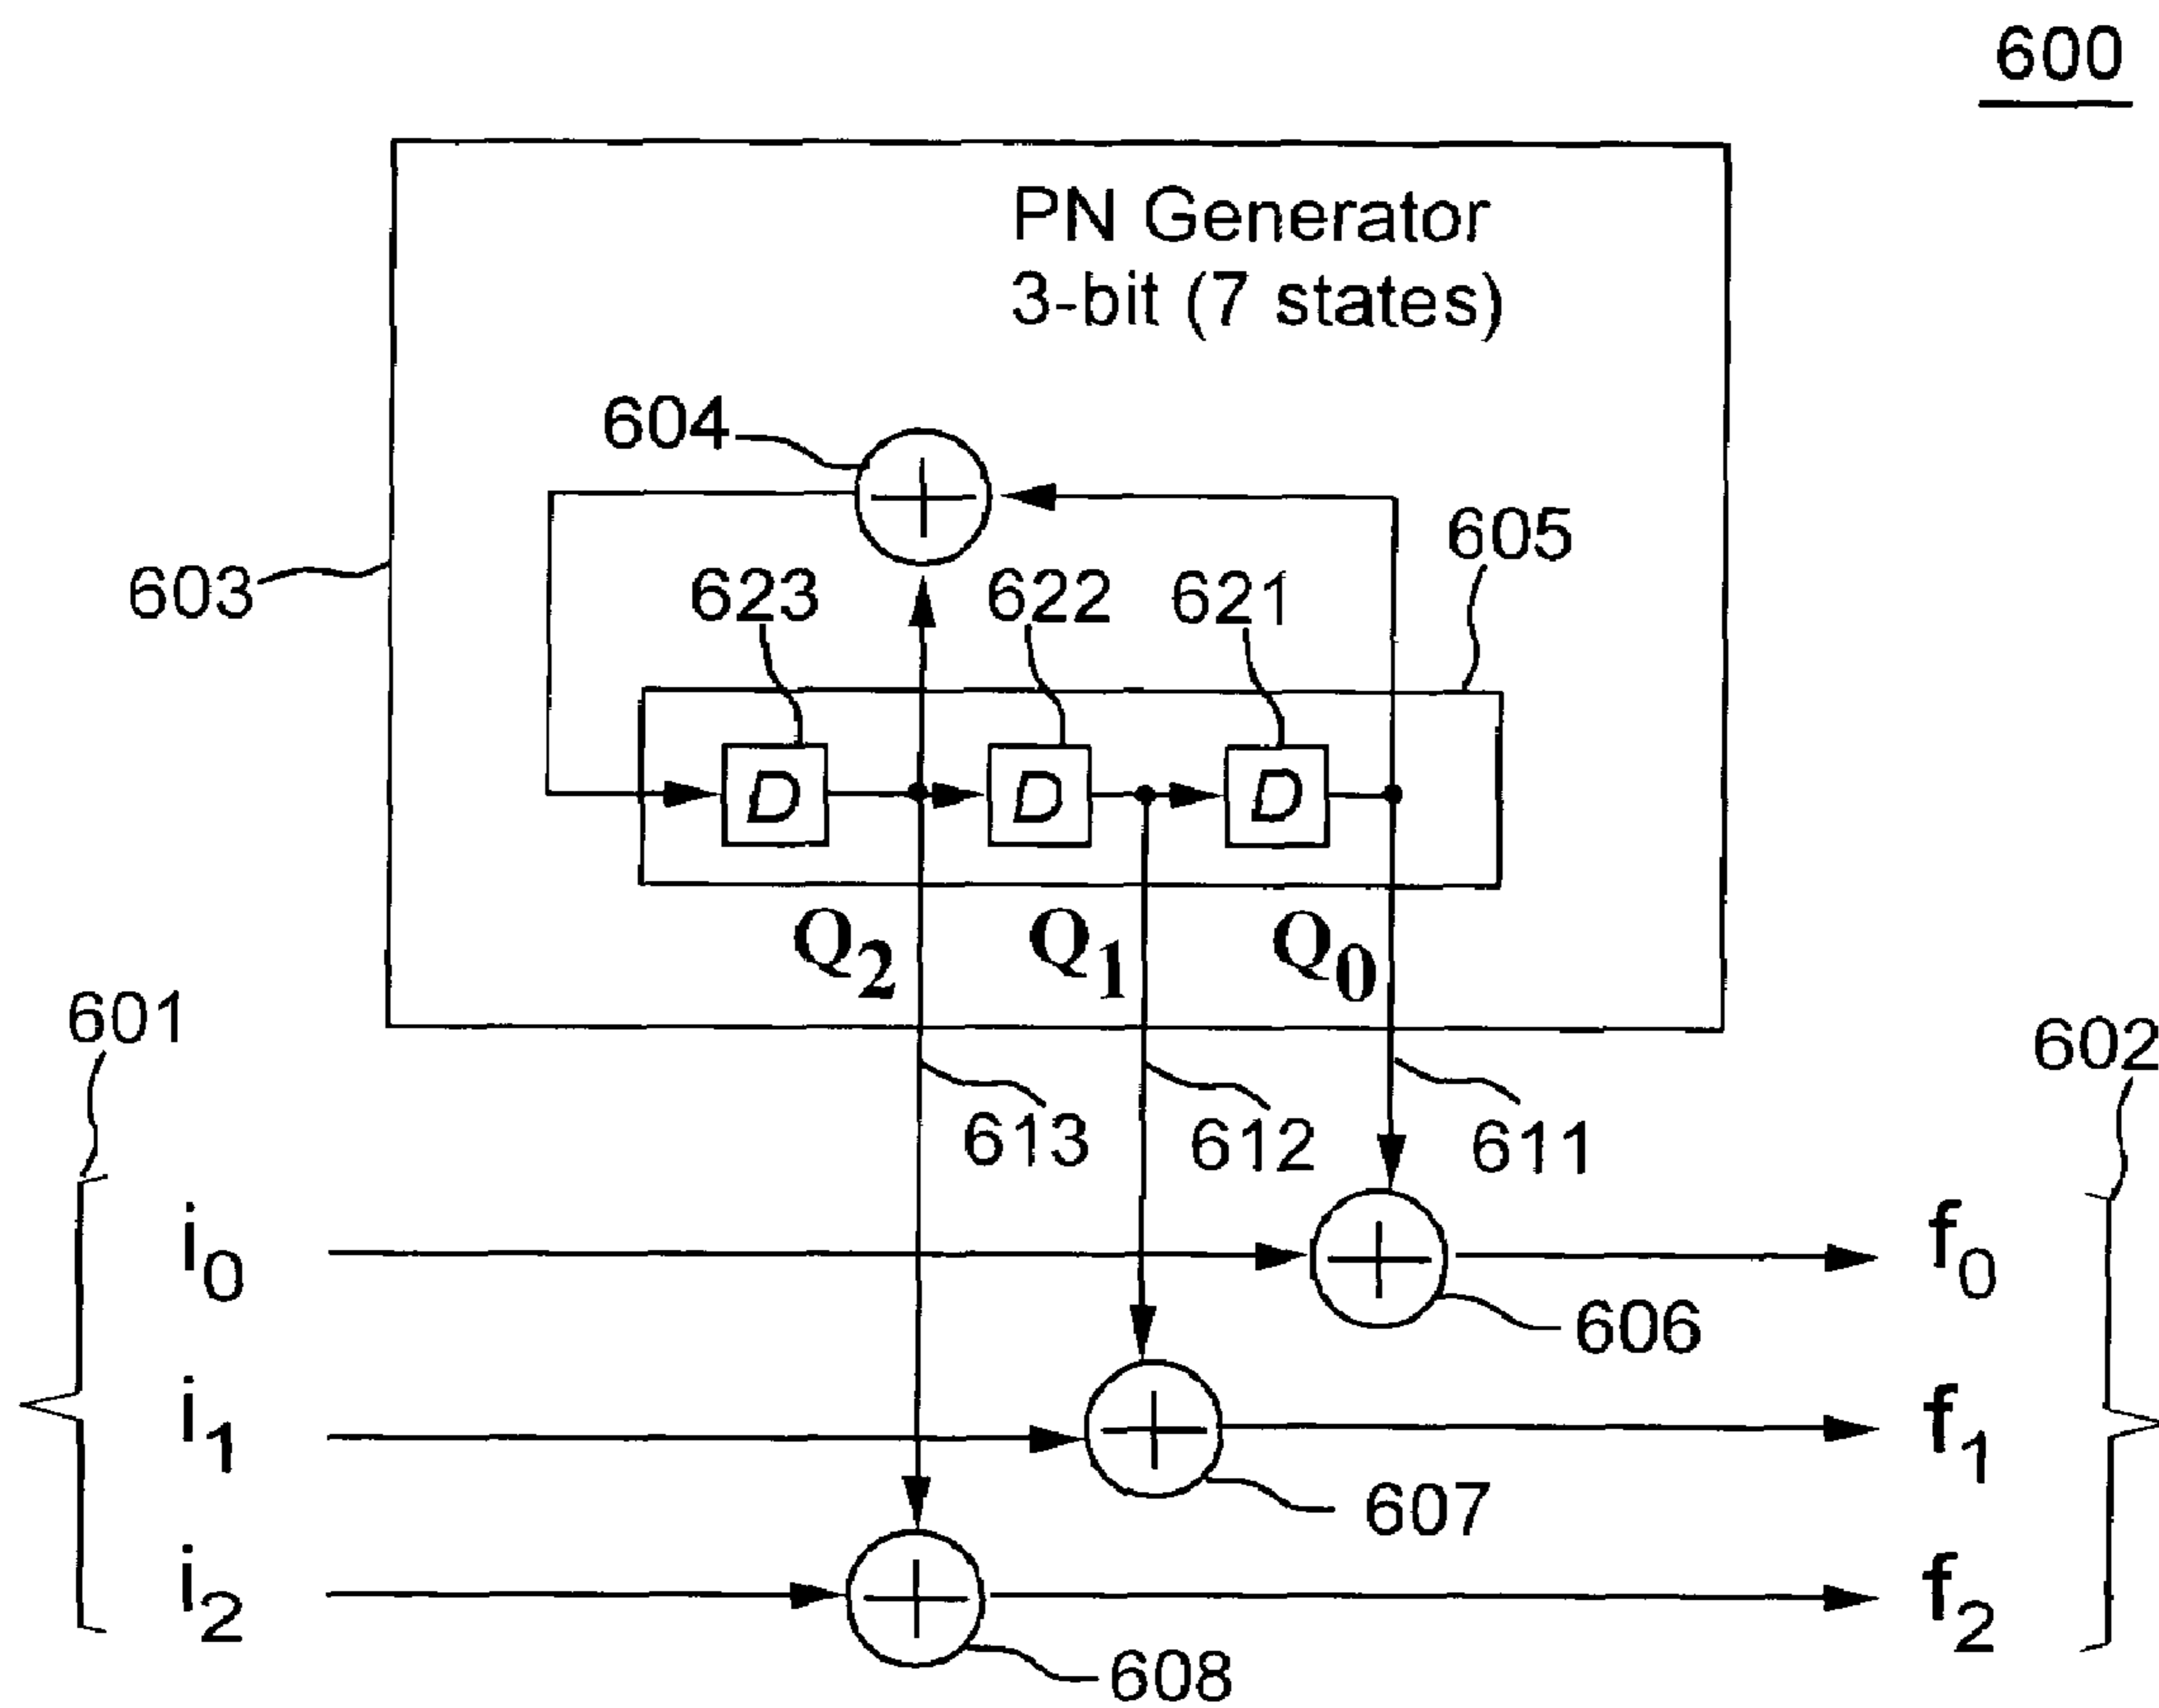 600
PN Generator
3-bit (7 states)
604
605
603
623
622
621
D
D
D
Q2
Q1
Q0
601
602
613
612
611
i0
f0
606
i1
f1
607
i2
f2
608